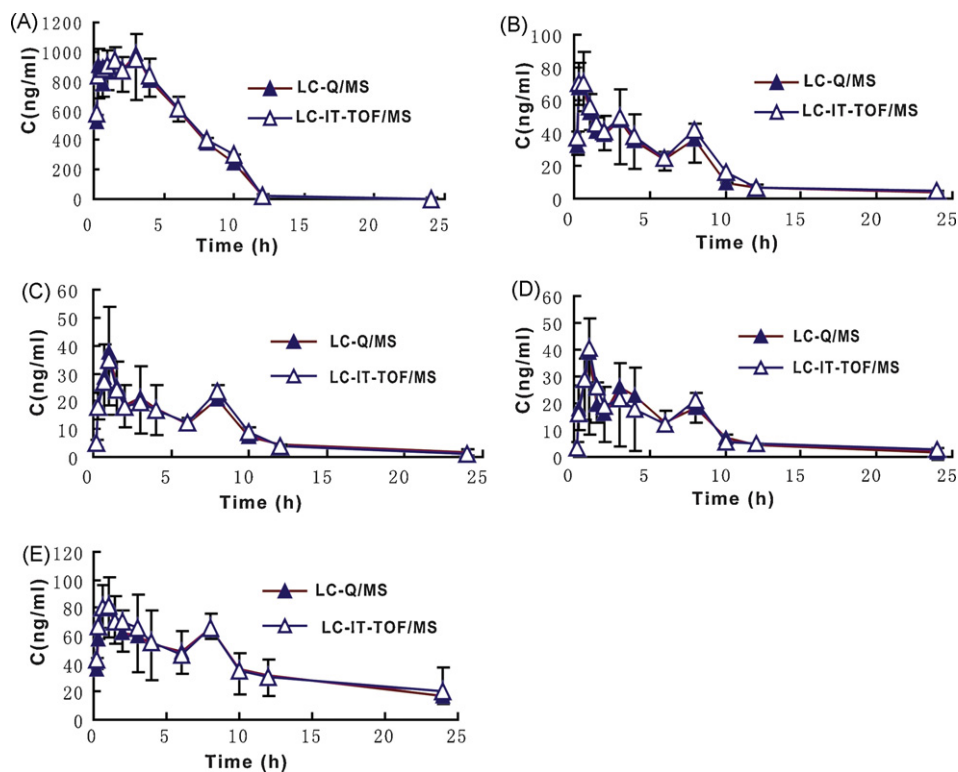 (A)
C(ng/ml)
1200
1000
800
600
400
200
0
0 5 10 15 20 25
Time (h)
LC-Q/MS
LC-IT-TOF/MS
(B)
C(ng/ml)
100
80
60
40
20
0
0 5 10 15 20 25
Time (h)
LC-Q/MS
LC-IT-TOF/MS
(C)
C(ng/ml)
60
50
40
30
20
10
0
0 5 10 15 20 25
Time (h)
LC-Q/MS
LC-IT-TOF/MS
(D)
C(ng/ml)
60
50
40
30
20
10
0
0 5 10 15 20 25
Time (h)
LC-Q/MS
LC-IT-TOF/MS
(E)
C(ng/ml)
120
100
80
60
40
20
0
0 5 10 15 20 25
Time (h)
LC-Q/MS
LC-IT-TOF/MS